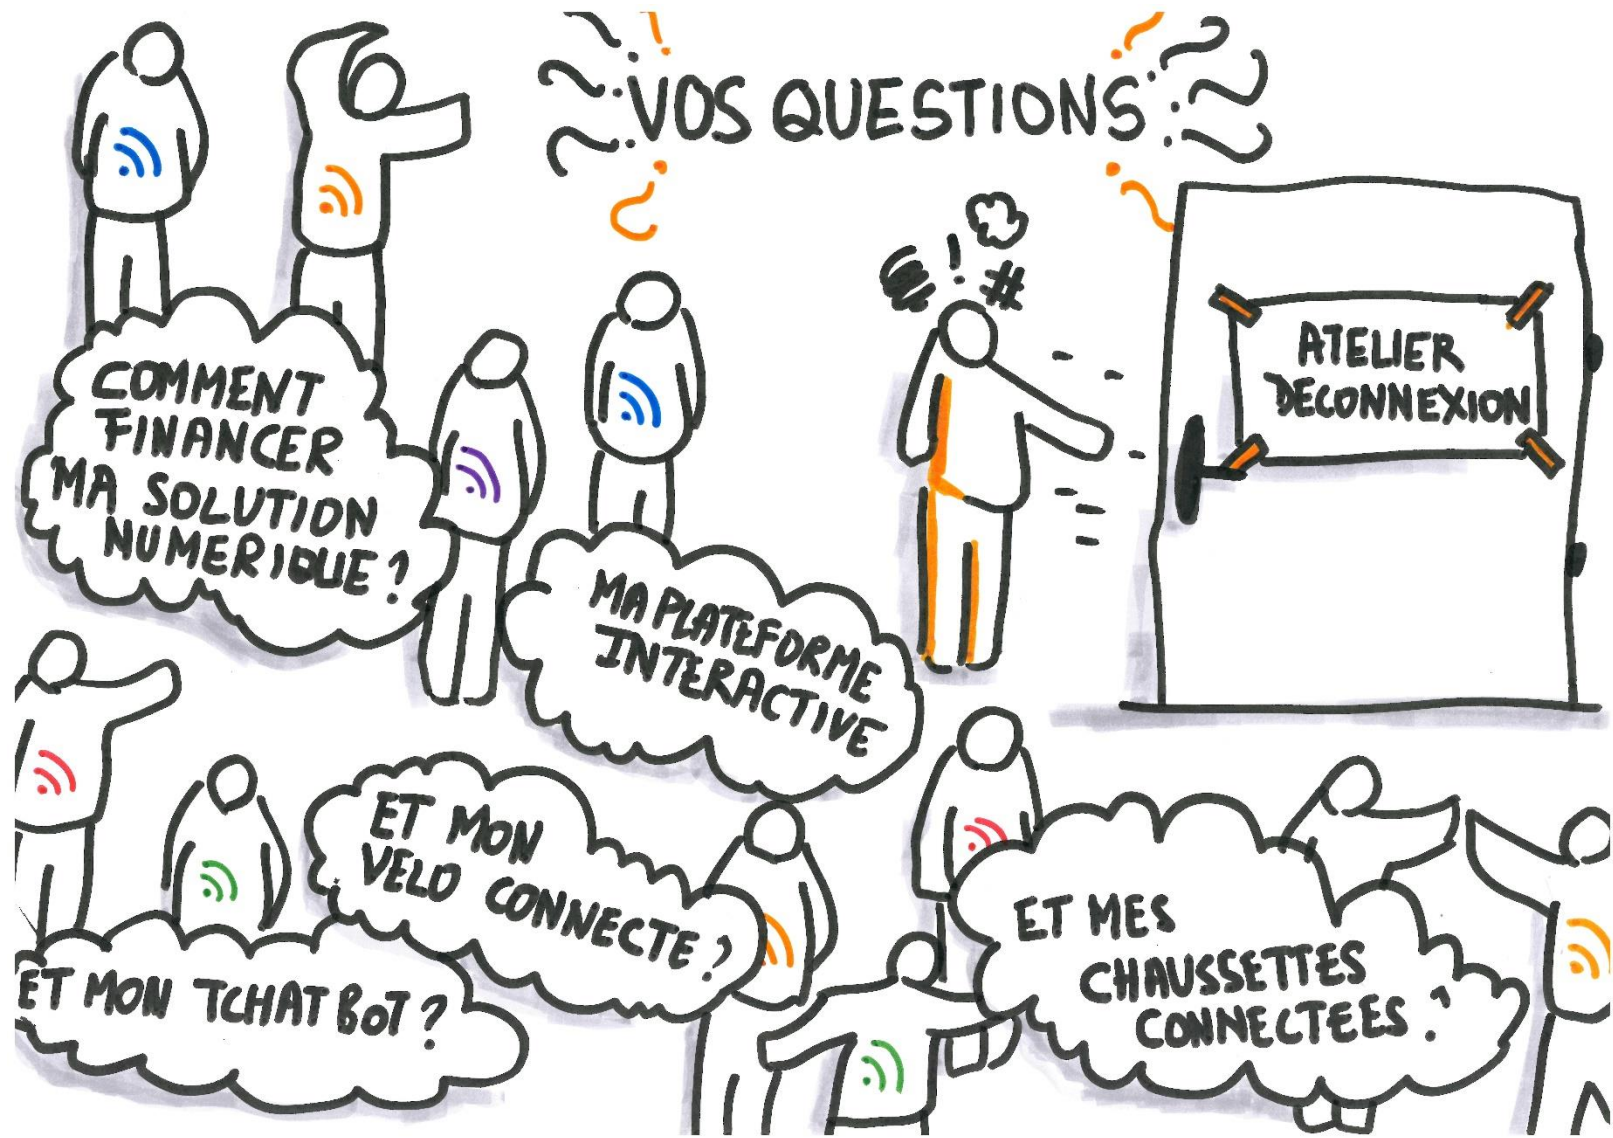 VOS QUESTIONS
ATELIER
DECONNEXION
COMMENT
FINANCER
MA SOLUTION
NUMERIQUE ?
MA PLATEFORME
INTERACTIVE
ET MON
VELO CONNECTE ?
ET MON TCHAT BOT ?
ET MES
CHAUSSETTES
CONNECTEES ?